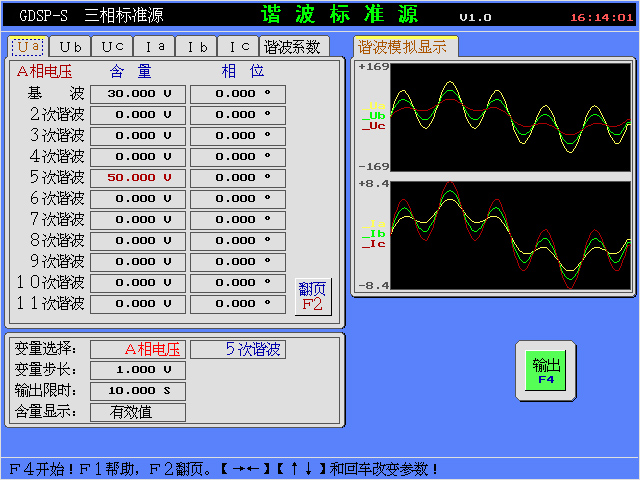 GDSP-S 三相标准源 谐波标准源 V1.0 16:14:01
Ua Ub Uc Ia Ib Ic 谐波系数
A相电压 含 量 相 位
基 波 30.000 V 0.000 °
2次谐波 0.000 V 0.000 °
3次谐波 0.000 V 0.000 °
4次谐波 0.000 V 0.000 °
5次谐波 50.000 V 0.000 °
6次谐波 0.000 V 0.000 °
7次谐波 0.000 V 0.000 °
8次谐波 0.000 V 0.000 °
9次谐波 0.000 V 0.000 °
10次谐波 0.000 V 0.000 °
11次谐波 0.000 V 0.000 °
翻页
F2
谐波模拟显示
+169
_Ua
_Ub
_Uc
-169
+8.4
_Ia
_Ib
_Ic
-8.4
变量选择: A相电压 5次谐波
变量步长: 1.000 V
输出限时: 10.000 S
含量显示: 有效值
输出
F4
F4开始!F1帮助，F2翻页。【→←】【↑↓】和回车改变参数!